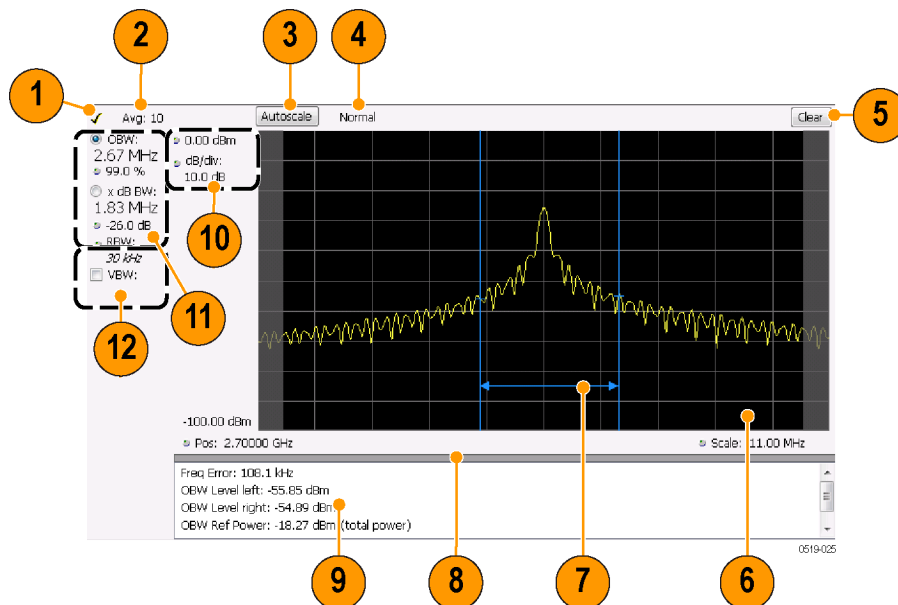 1
2
3
4
5
Avg: 10
Autoscale
Normal
Clear
OBW:
2.67 MHz
99.0 %
x dB BW:
1.83 MHz
-26.0 dB
RBW:
30 kHz
VBW:
0.00 dBm
dB/div:
10.0 dB
10
11
12
-100.00 dBm
Pos: 2.70000 GHz
Scale: 11.00 MHz
Freq Error: 108.1 kHz
OBW Level left: -55.85 dBm
OBW Level right: -54.89 dBm
OBW Ref Power: -18.27 dBm (total power)
0519-025
9
8
7
6